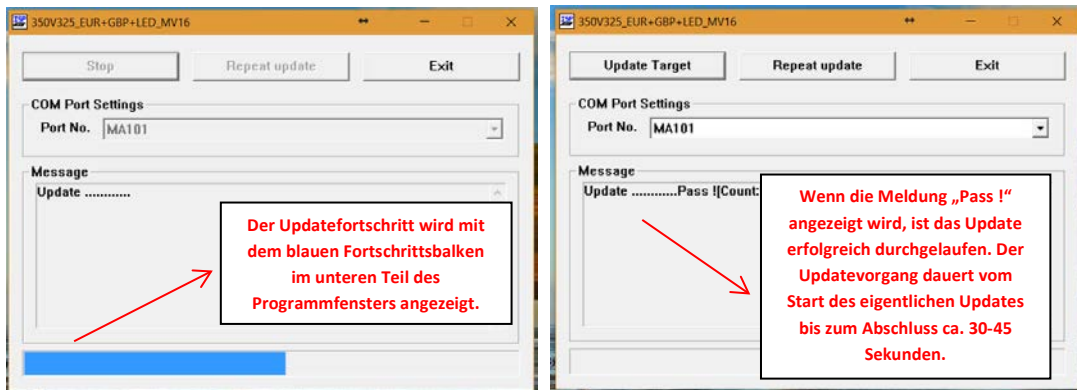 350V325_EUR+GBP+LED_MV16
Stop Repeat update Exit
COM Port Settings
Port No. MA101
Message
Update ............
Der Updatefortschritt wird mit
dem blauen Fortschrittsbalken
im unteren Teil des
Programmfensters angezeigt.
350V325_EUR+GBP+LED_MV16
Update Target Repeat update Exit
COM Port Settings
Port No. MA101
Message
Update ............Pass ![Count:
Wenn die Meldung „Pass !“
angezeigt wird, ist das Update
erfolgreich durchgelaufen. Der
Updatevorgang dauert vom
Start des eigentlichen Updates
bis zum Abschluss ca. 30-45
Sekunden.